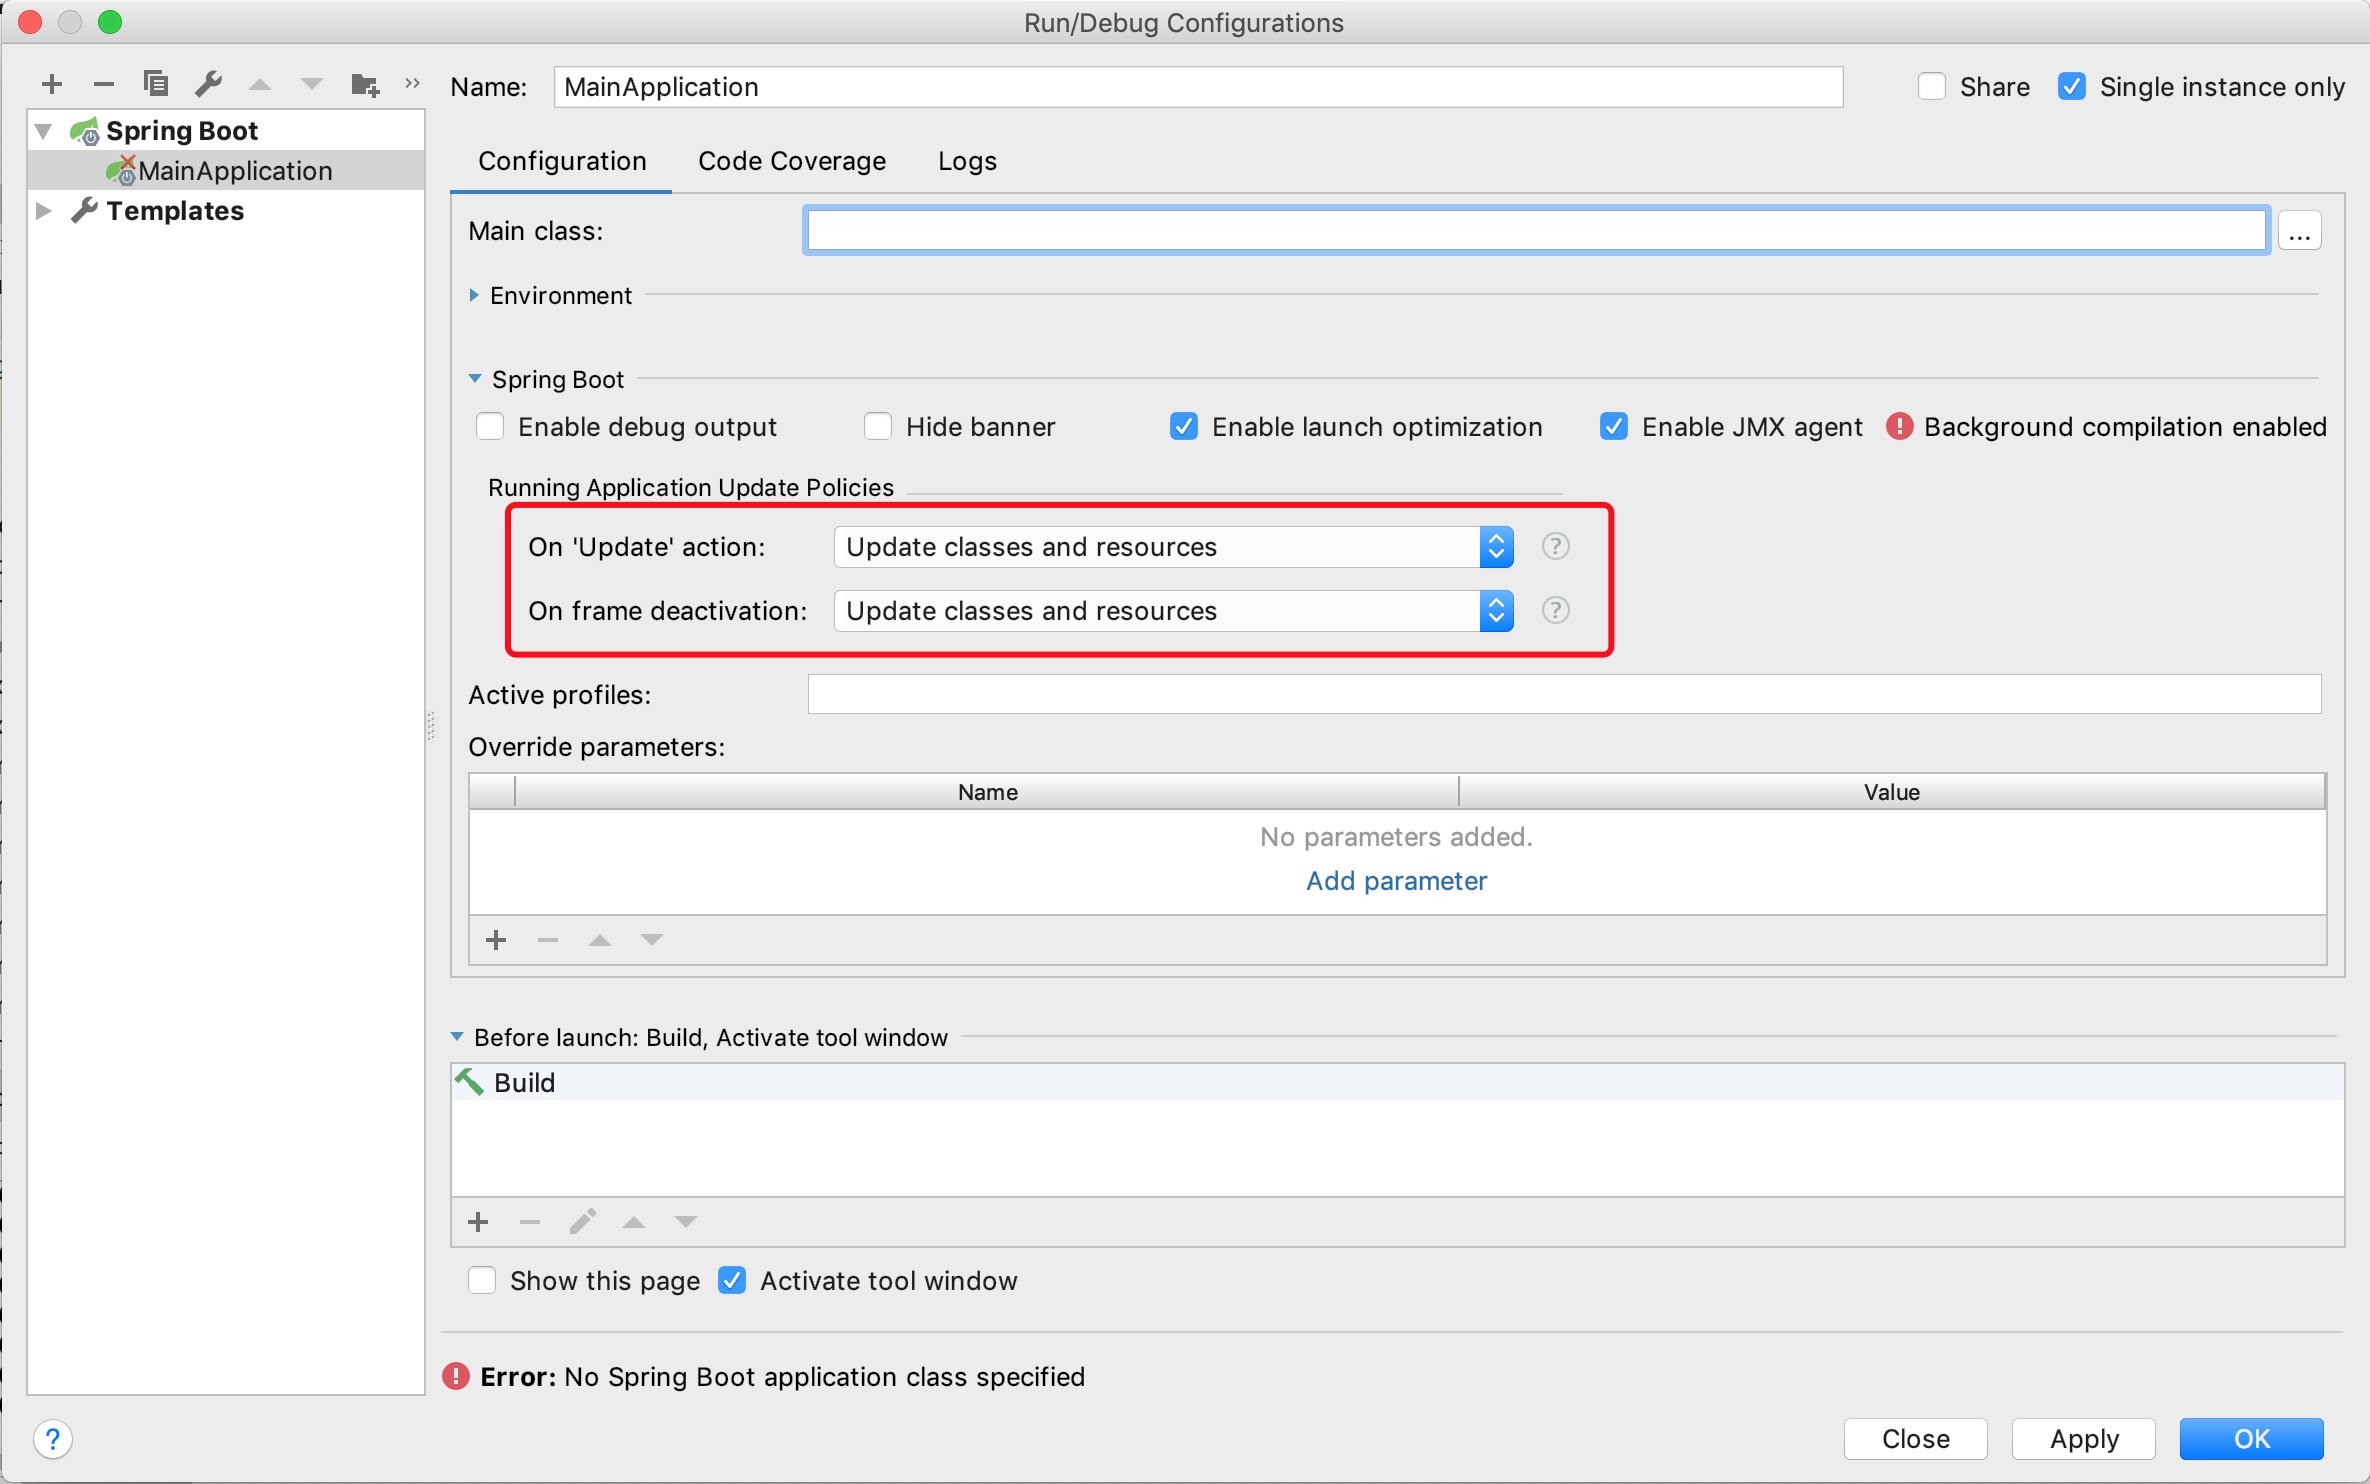 Run/Debug Configurations
Name: MainApplication Share Single instance only
Spring Boot
MainApplication
Templates
Configuration Code Coverage Logs
Main class: ...
Environment
Spring Boot
Enable debug output Hide banner Enable launch optimization Enable JMX agent Background compilation enabled
Running Application Update Policies
On 'Update' action: Update classes and resources ?
On frame deactivation: Update classes and resources ?
Active profiles:
Override parameters:
Name Value
No parameters added.
Add parameter
Before launch: Build, Activate tool window
Build
Show this page Activate tool window
Error: No Spring Boot application class specified
? Close Apply OK